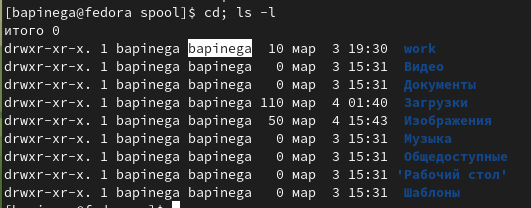 [bapinega@fedora spool]$ cd; ls -l
итого 0
drwxr-xr-x. 1 bapinega bapinega  10 мар  3 19:30  work
drwxr-xr-x. 1 bapinega bapinega   0 мар  3 15:31  Видео
drwxr-xr-x. 1 bapinega bapinega   0 мар  3 15:31  Документы
drwxr-xr-x. 1 bapinega bapinega 110 мар  4 01:40  Загрузки
drwxr-xr-x. 1 bapinega bapinega  50 мар  4 15:43  Изображения
drwxr-xr-x. 1 bapinega bapinega   0 мар  3 15:31  Музыка
drwxr-xr-x. 1 bapinega bapinega   0 мар  3 15:31  Общедоступные
drwxr-xr-x. 1 bapinega bapinega   0 мар  3 15:31 'Рабочий стол'
drwxr-xr-x. 1 bapinega bapinega   0 мар  3 15:31  Шаблоны
[bapinega@fedora ~]$